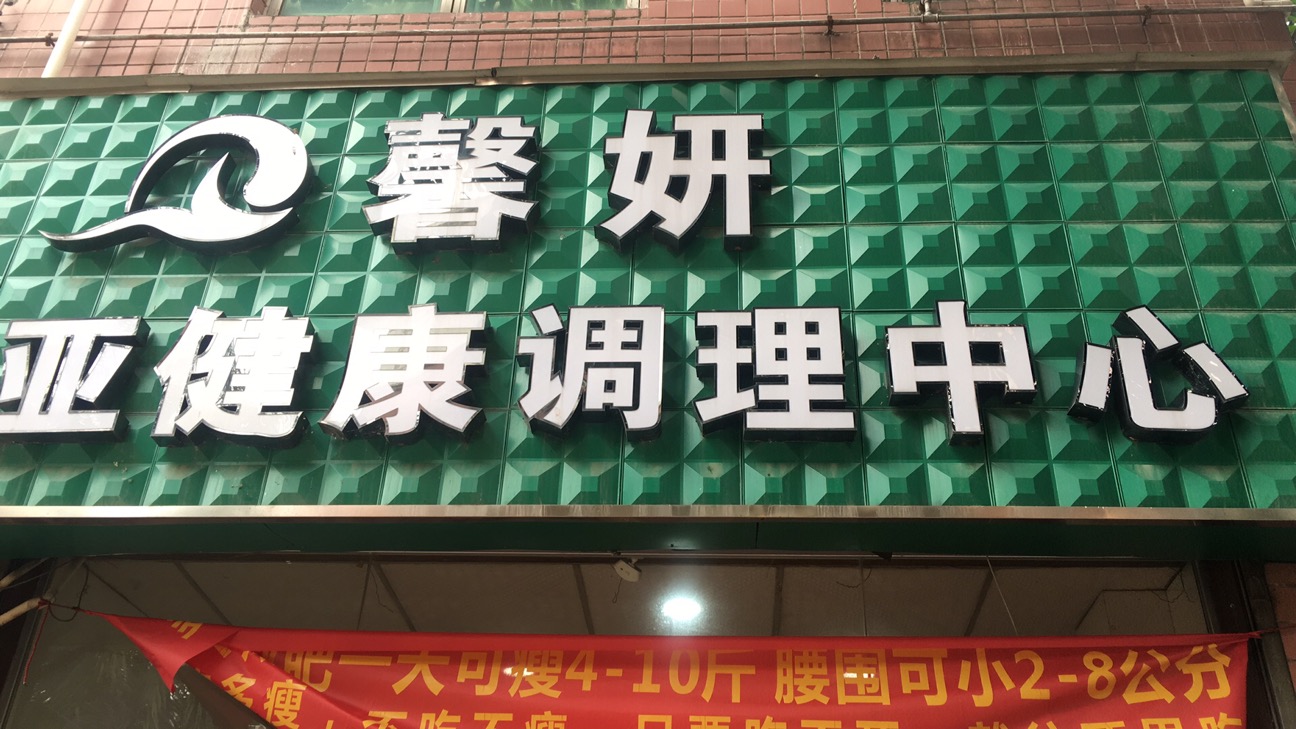 馨妍
亚健康调理中心
肥一天可瘦4-10斤 腰围可小2-8公分